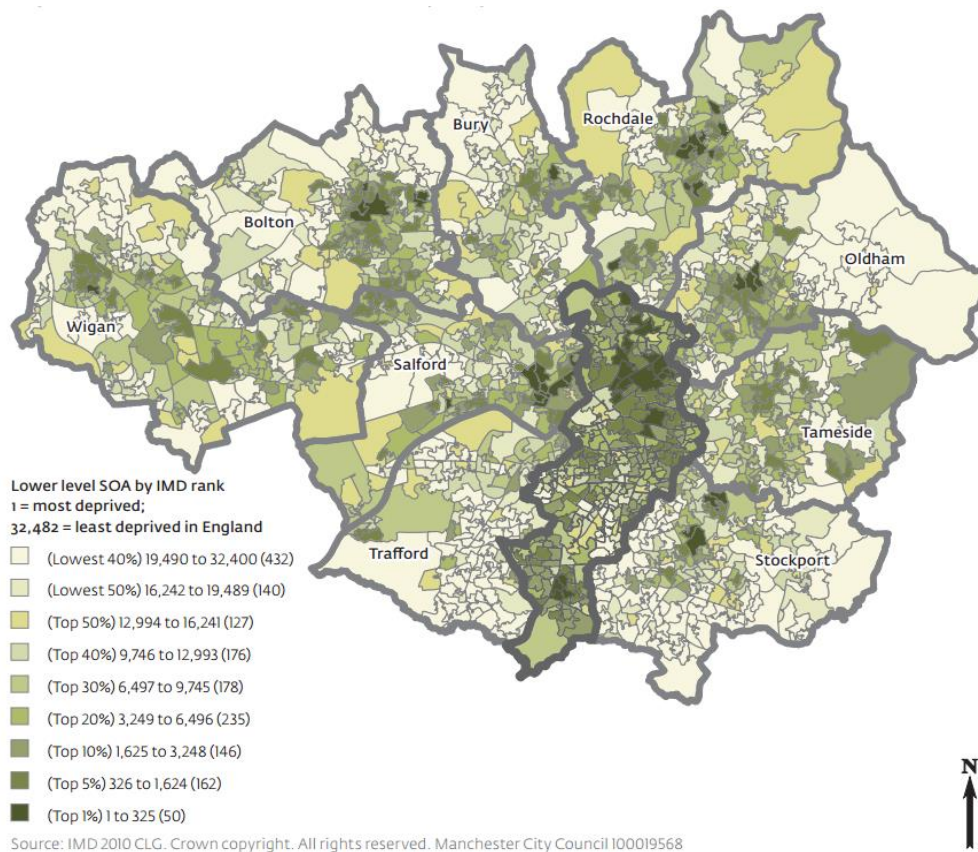 Bury
Rochdale
Bolton
Oldham
Wigan
Salford
Tameside
Trafford
Stockport
Lower level SOA by IMD rank
1 = most deprived;
32,482 = least deprived in England
(Lowest 40%) 19,490 to 32,400 (432)
(Lowest 50%) 16,242 to 19,489 (140)
(Top 50%) 12,994 to 16,241 (127)
(Top 40%) 9,746 to 12,993 (176)
(Top 30%) 6,497 to 9,745 (178)
(Top 20%) 3,249 to 6,496 (235)
(Top 10%) 1,625 to 3,248 (146)
(Top 5%) 326 to 1,624 (162)
(Top 1%) 1 to 325 (50)
N
Source: IMD 2010 CLG. Crown copyright. All rights reserved. Manchester City Council 100019568